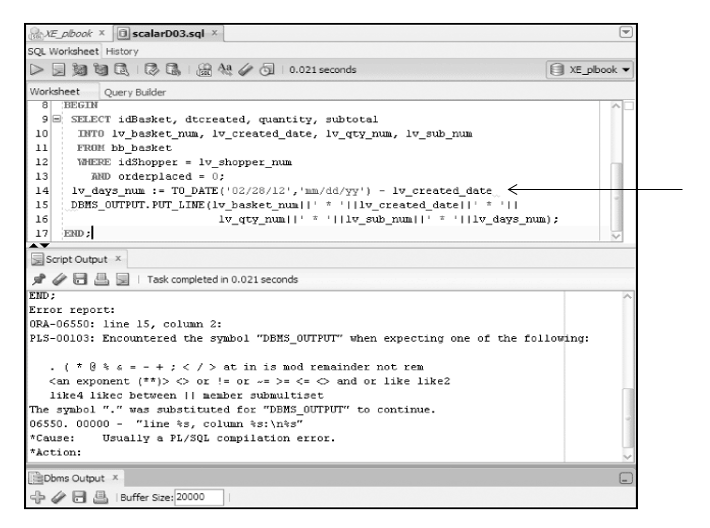 XE_plbook × scalarD03.sql ×
SQL Worksheet History
0.021 seconds XE_plbook
Worksheet Query Builder
8 BEGIN
9 SELECT idBasket, dtcreated, quantity, subtotal
10 INTO lv_basket_num, lv_created_date, lv_qty_num, lv_sub_num
11 FROM bb_basket
12 WHERE idShopper = lv_shopper_num
13 AND orderplaced = 0;
14 lv_days_num := TO_DATE('02/28/12','mm/dd/yy') - lv_created_date
15 DBMS_OUTPUT.PUT_LINE(lv_basket_num||' * '||lv_created_date||' * '||
16 lv_qty_num||' * '||lv_sub_num||' * '||lv_days_num);
17 END;
Script Output ×
Task completed in 0.021 seconds
END;
Error report:
ORA-06550: line 15, column 2:
PLS-00103: Encountered the symbol "DBMS_OUTPUT" when expecting one of the following:
. ( * @ % & = - + ; < / > at in is mod remainder not rem
<an exponent (**)> <> or != or ~= >= <= <> and or like like2
like4 likec between || member submultiset
The symbol "." was substituted for "DBMS_OUTPUT" to continue.
06550. 00000 - "line %s, column %s:\n%s"
*Cause: Usually a PL/SQL compilation error.
*Action:
Dbms Output ×
Buffer Size: 20000